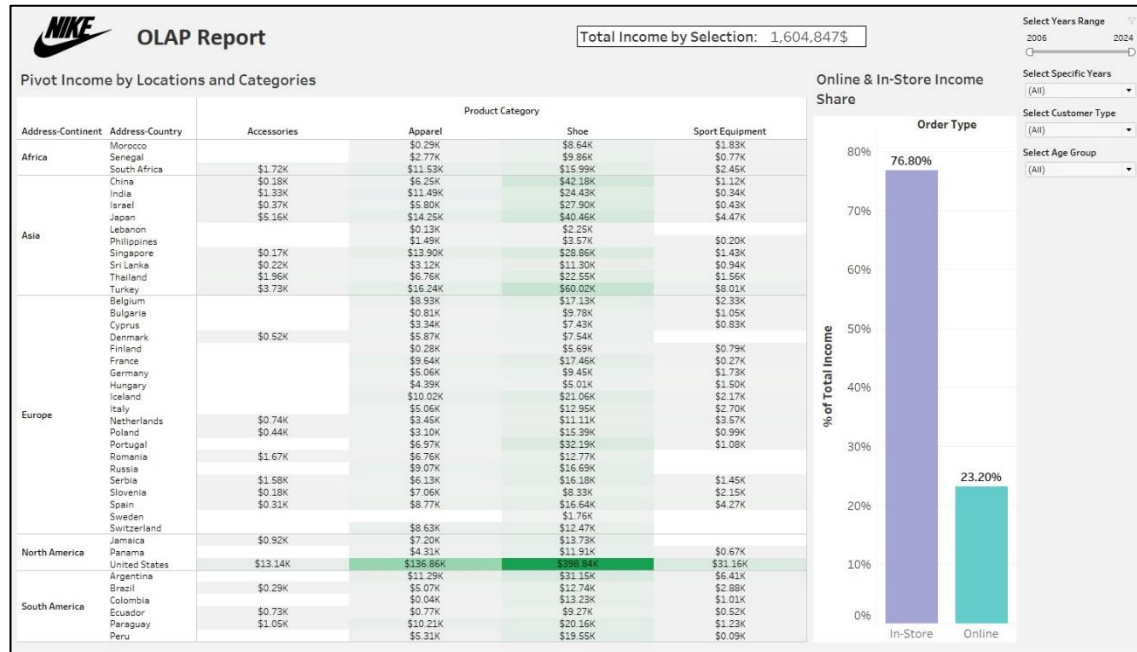 NIKE
OLAP Report
Total Income by Selection: 1,604,847$
Select Years Range
2006 2024
Select Specific Years
(All)
Select Customer Type
(All)
Select Age Group
(All)
Pivot Income by Locations and Categories
Product Category
Address-Continent Address-Country Accessories Apparel Shoe Sport Equipment
Africa
Morocco $0.29K $8.64K $1.83K
Senegal $2.77K $9.86K $0.77K
South Africa $1.72K $11.53K $15.99K $2.45K
Asia
China $0.18K $6.25K $42.18K $1.12K
India $1.33K $11.49K $24.43K $0.34K
Israel $0.37K $5.80K $27.90K $0.43K
Japan $5.16K $14.25K $40.46K $4.47K
Lebanon $0.13K $2.25K
Philippines $1.49K $3.57K $0.20K
Singapore $0.17K $13.90K $28.86K $1.43K
Sri Lanka $0.22K $3.12K $11.30K $0.94K
Thailand $1.96K $6.76K $22.55K $1.56K
Turkey $3.73K $16.24K $60.02K $8.01K
Europe
Belgium $8.93K $17.13K $2.33K
Bulgaria $0.81K $9.78K $1.05K
Cyprus $3.34K $7.43K $0.83K
Denmark $0.52K $5.87K $7.54K
Finland $0.28K $5.69K $0.79K
France $9.64K $17.46K $0.27K
Germany $5.06K $9.45K $1.73K
Hungary $4.39K $5.01K $1.50K
Iceland $10.02K $21.06K $2.17K
Italy $5.06K $12.95K $2.70K
Netherlands $0.74K $3.45K $11.11K $3.57K
Poland $0.44K $3.10K $15.39K $0.99K
Portugal $6.97K $32.19K $1.08K
Romania $1.67K $6.76K $12.77K
Russia $9.07K $16.69K
Serbia $1.58K $6.13K $16.18K $1.45K
Slovenia $0.18K $7.06K $8.33K $2.15K
Spain $0.31K $8.77K $16.64K $4.27K
Sweden $1.76K
Switzerland $8.63K $12.47K
North America
Jamaica $0.92K $7.20K $13.73K
Panama $4.31K $11.91K $0.67K
United States $13.14K $136.86K $398.84K $31.16K
South America
Argentina $11.29K $31.15K $6.41K
Brazil $0.29K $5.07K $12.74K $2.88K
Colombia $0.04K $13.23K $1.01K
Ecuador $0.73K $0.77K $9.27K $0.52K
Paraguay $1.05K $10.21K $20.16K $1.23K
Peru $5.31K $19.55K $0.09K
Online & In-Store Income
Share
Order Type
% of Total Income
80%
70%
60%
50%
40%
30%
20%
10%
0%
76.80%
23.20%
In-Store Online